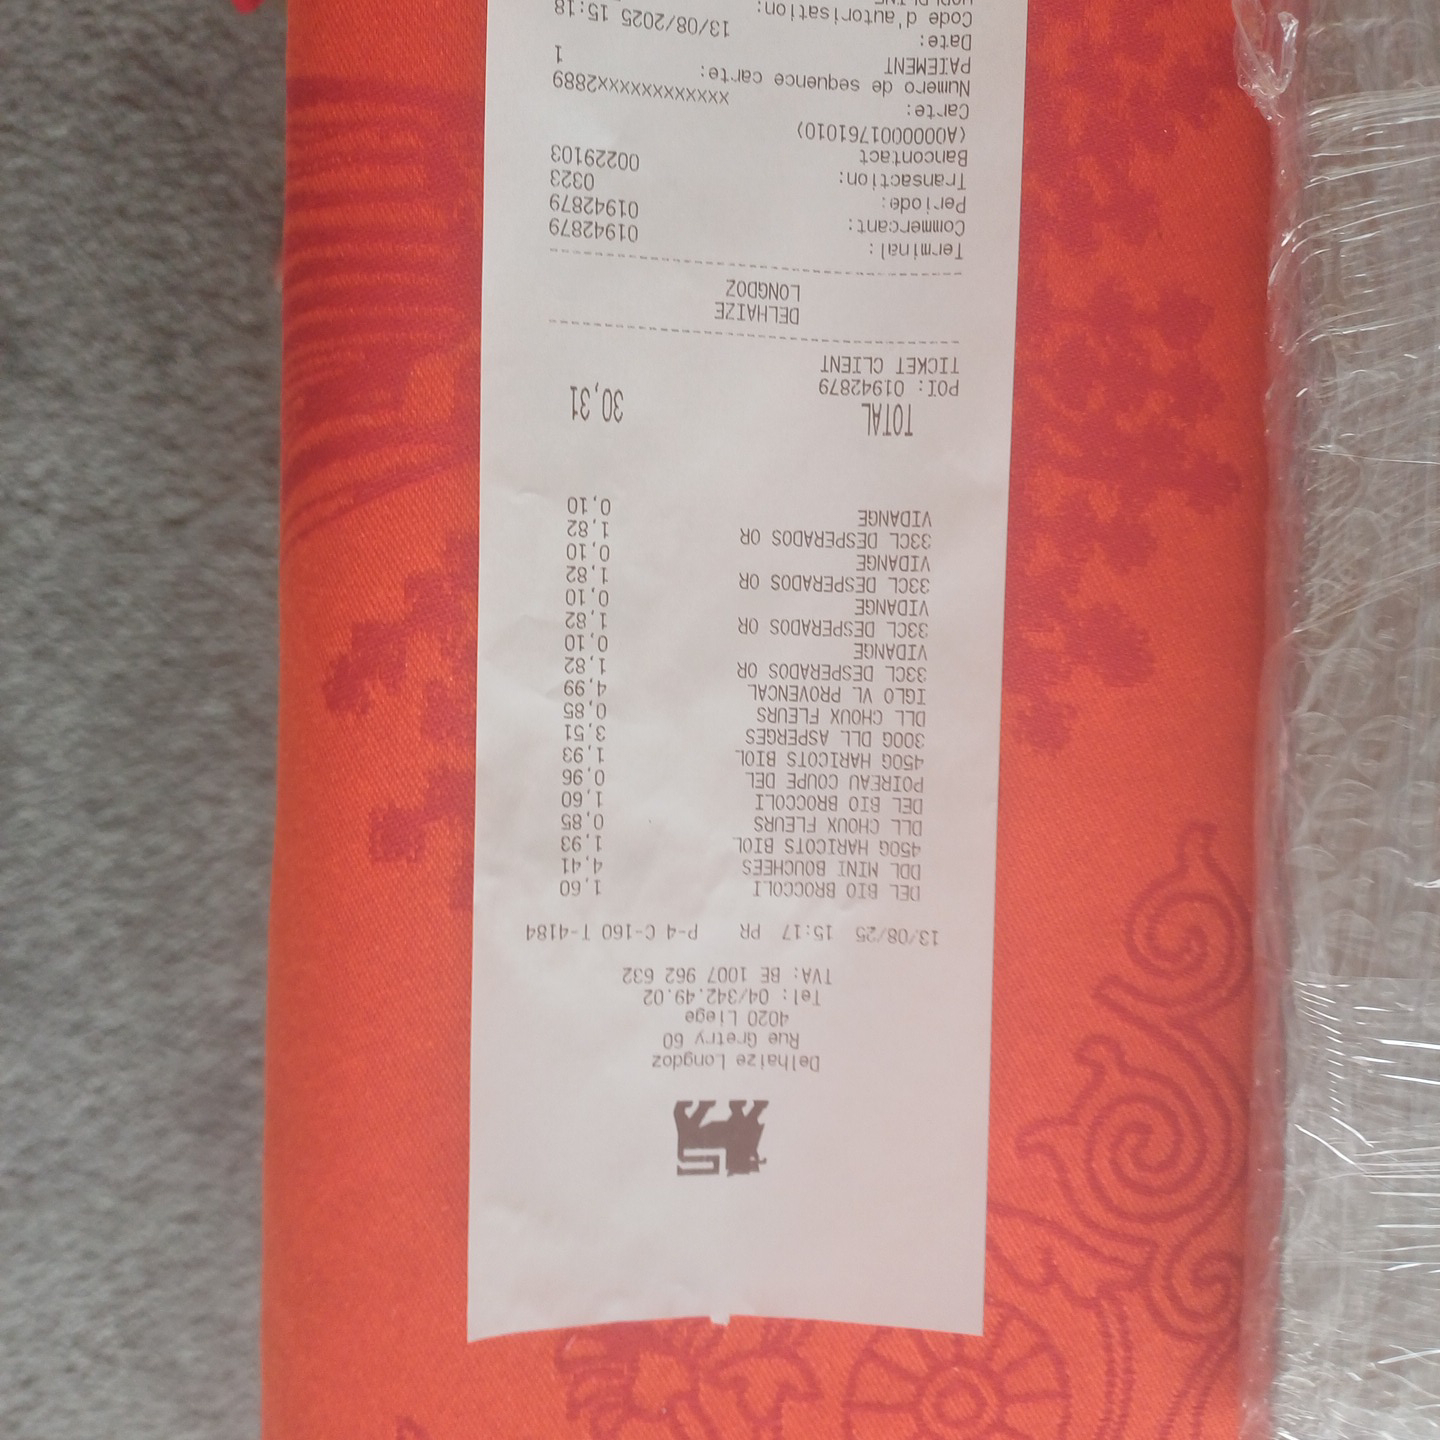 Delhaize Longdoz
Rue Gretry 60
4020 Liege
Tel: 04/342.49.02
TVA: BE 1007 962 632
13/08/25 15:17 PR P-4 C-160 T-4184
DEL BIO BROCCOLI 1,60
DDL MINI BOUCHEES 4,41
450G HARICOTS BIOL 1,93
DLL CHOUX FLEURS 0,85
DEL BIO BROCCOLI 1,60
POIREAU COUPE DEL 0,96
450G HARICOTS BIOL 1,93
300G DLL ASPERGES 3,51
DLL CHOUX FLEURS 0,85
IGLO VL PROVENCAL 4,99
33CL DESPERADOS OR 1,82
VIDANGE 0,10
33CL DESPERADOS OR 1,82
VIDANGE 0,10
33CL DESPERADOS OR 1,82
VIDANGE 0,10
33CL DESPERADOS OR 1,82
VIDANGE 0,10
TOTAL 30,31
POI: 01942879
TICKET CLIENT
DELHAIZE
LONGDOZ
Terminal: 01942879
Commercant: 01942879
Periode: 0323
Transaction: 00229103
Bancontact
(A0000001761010)
Carte: xxxxxxxxxxxxx2889
Numero de sequence carte: 1
PAIEMENT
Date: 13/08/2025 15:18
Code d'autorisation: